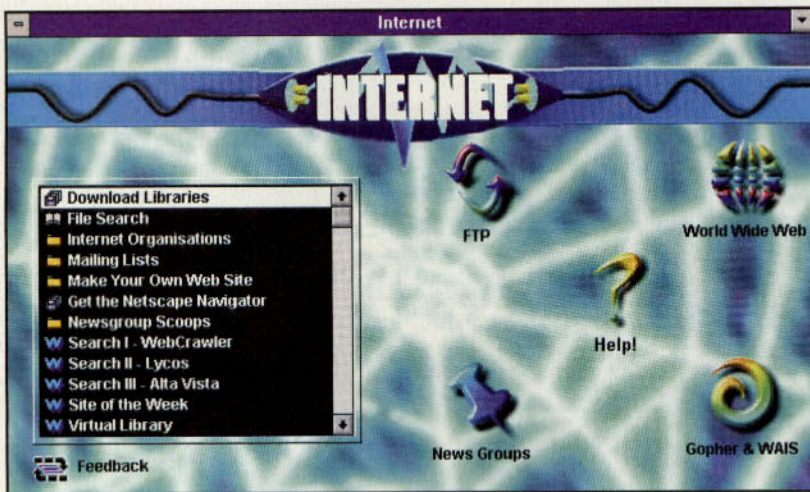 Internet
INTERNET
Download Libraries
File Search
Internet Organisations
Mailing Lists
Make Your Own Web Site
Get the Netscape Navigator
Newsgroup Scoops
Search I - WebCrawler
Search II - Lycos
Search III - Alta Vista
Site of the Week
Virtual Library
Feedback
FTP
World Wide Web
Help!
News Groups
Gopher & WAIS